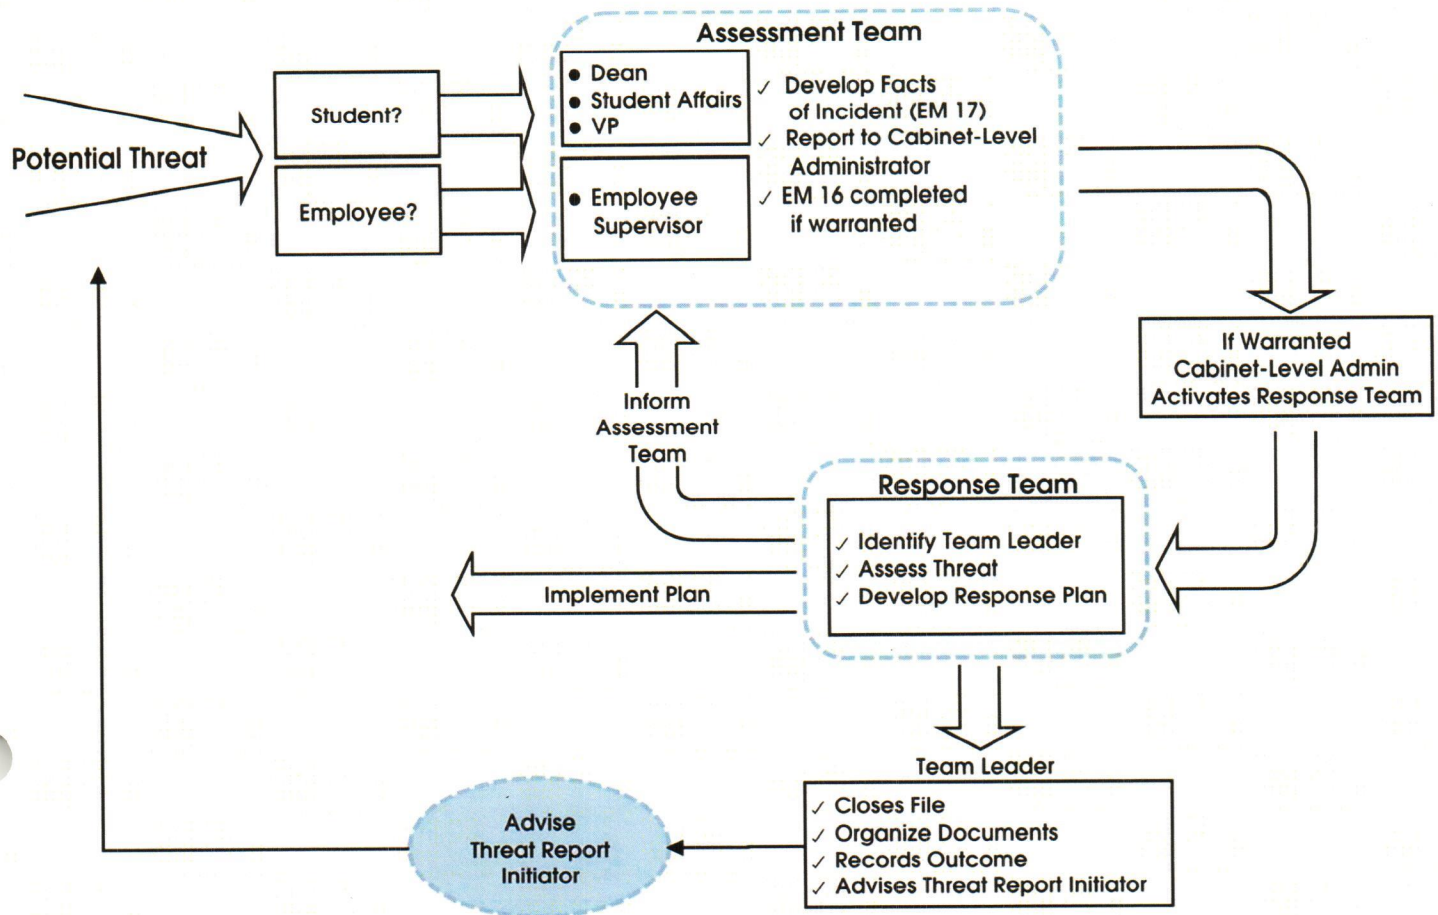 Potential Threat
Student?
Employee?
Assessment Team
● Dean
● Student Affairs
● VP
● Employee
Supervisor
✓ Develop Facts
of Incident (EM 17)
✓ Report to Cabinet-Level
Administrator
✓ EM 16 completed
if warranted
If Warranted
Cabinet-Level Admin
Activates Response Team
Inform
Assessment
Team
Response Team
✓ Identify Team Leader
✓ Assess Threat
✓ Develop Response Plan
Implement Plan
Team Leader
✓ Closes File
✓ Organize Documents
✓ Records Outcome
✓ Advises Threat Report Initiator
Advise
Threat Report
Initiator